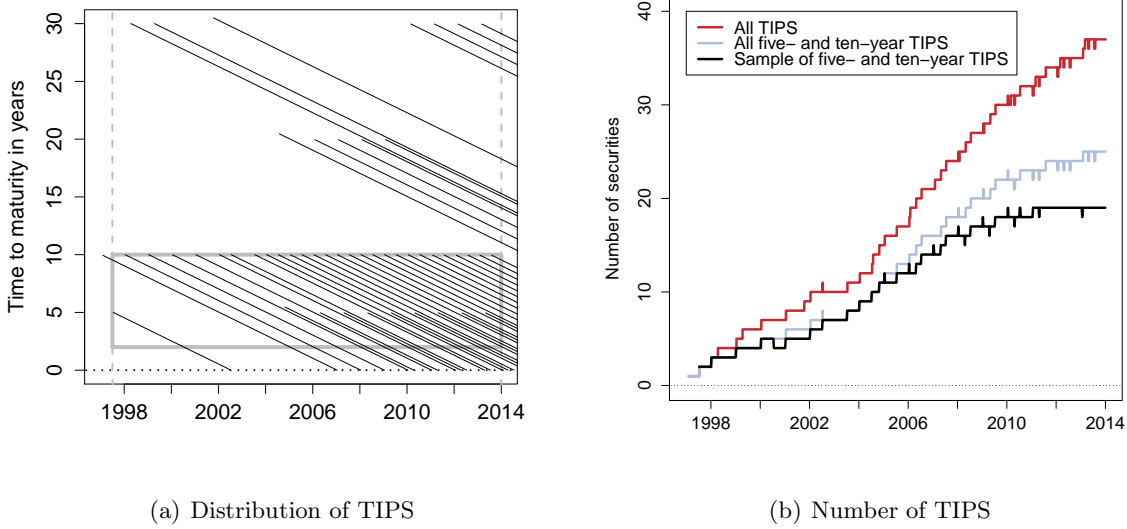 Time to maturity in years
0 5 10 15 20 25 30
1998 2002 2006 2010 2014
(a) Distribution of TIPS
Number of securities
0 10 20 30 40
All TIPS
All five− and ten−year TIPS
Sample of five− and ten−year TIPS
1998 2002 2006 2010 2014
(b) Number of TIPS